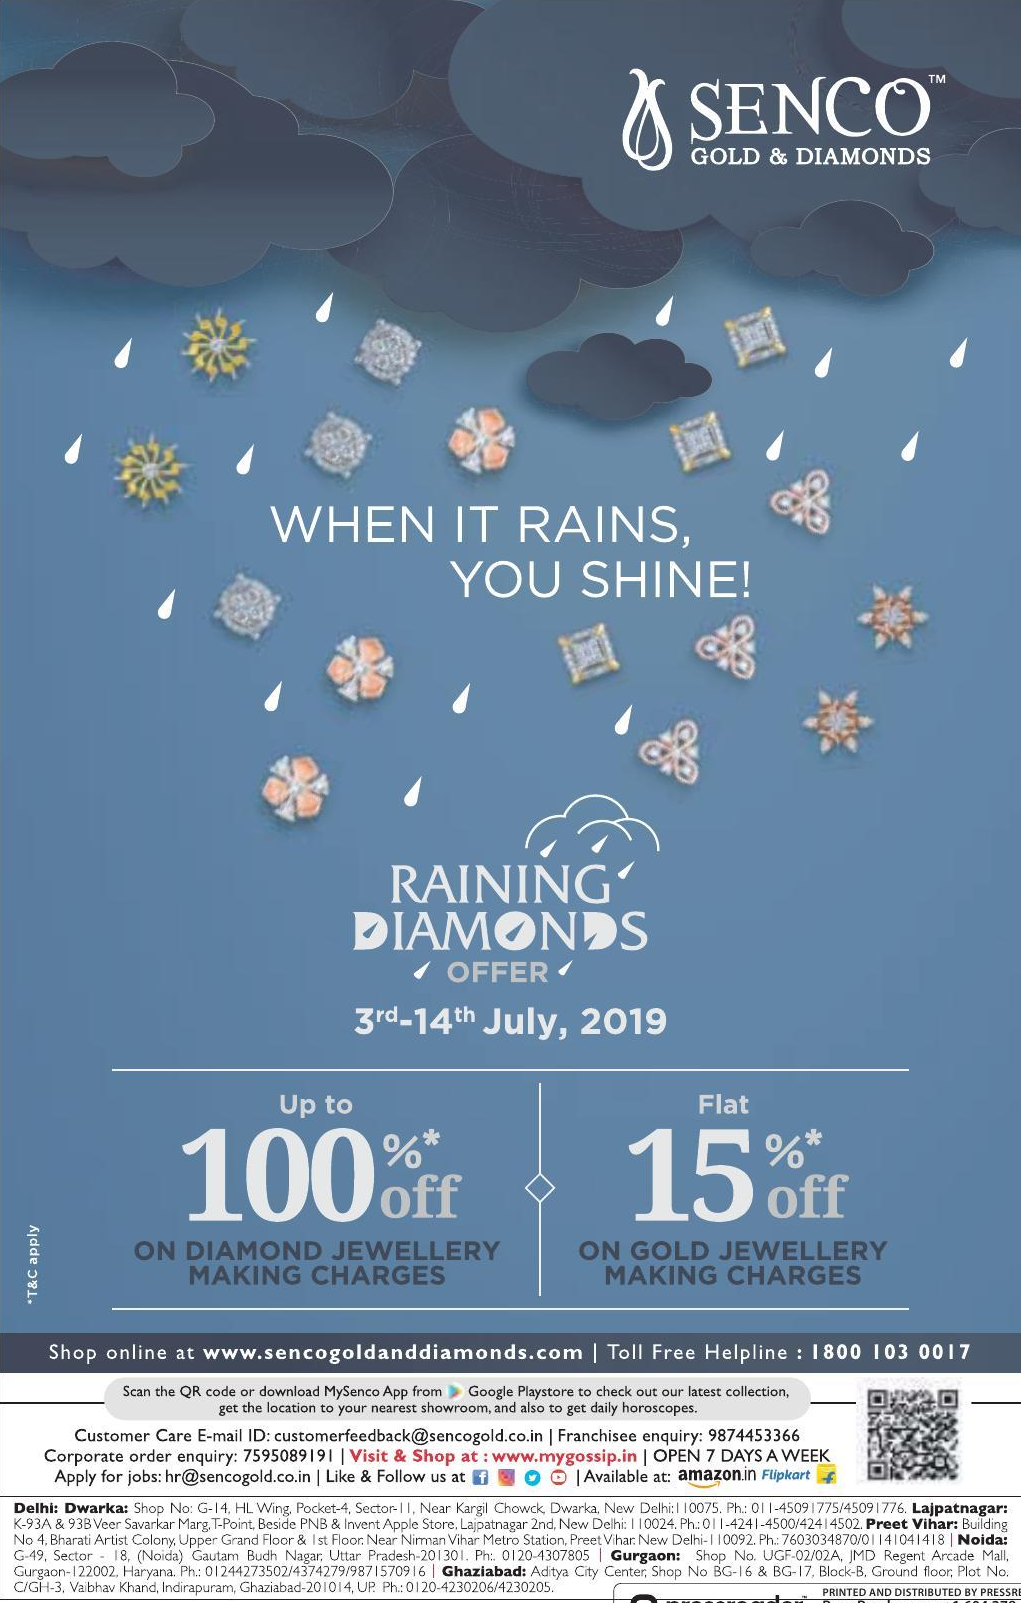 SENCO™
GOLD & DIAMONDS
WHEN IT RAINS,
YOU SHINE!
RAINING
DIAMONDS
OFFER
3rd-14th July, 2019
Up to
100%*
off
ON DIAMOND JEWELLERY
MAKING CHARGES
Flat
15%*
off
ON GOLD JEWELLERY
MAKING CHARGES
*T&C apply
Shop online at www.sencogoldanddiamonds.com | Toll Free Helpline : 1800 103 0017
Scan the QR code or download MySenco App from Google Playstore to check out our latest collection,
get the location to your nearest showroom, and also to get daily horoscopes.
Customer Care E-mail ID: customerfeedback@sencogold.co.in | Franchisee enquiry: 9874453366
Corporate order enquiry: 7595089191 | Visit & Shop at : www.mygossip.in | OPEN 7 DAYS A WEEK
Apply for jobs: hr@sencogold.co.in | Like & Follow us at | Available at: amazon.in Flipkart
Delhi: Dwarka: Shop No: G-14, HL Wing, Pocket-4, Sector-11, Near Kargil Chowck, Dwarka, New Delhi:110075. Ph.: 011-45091775/45091776. Lajpatnagar:
K-93A & 93B Veer Savarkar Marg, T-Point, Beside PNB & Invent Apple Store, Lajpatnagar 2nd, New Delhi: 110024. Ph.: 011-4241-4500/42414502. Preet Vihar: Building
No 4, Bharati Artist Colony, Upper Grand Floor & 1st Floor. Near Nirman Vihar Metro Station, Preet Vihar. New Delhi-110092. Ph.: 7603034870/01141041418 | Noida:
G-49, Sector - 18, (Noida) Gautam Budh Nagar, Uttar Pradesh-201301. Ph:. 0120-4307805 | Gurgaon: Shop No. UGF-02/02A, JMD Regent Arcade Mall,
Gurgaon-122002, Haryana. Ph.: 01244273502/4374279/9871570916 | Ghaziabad: Aditya City Center, Shop No BG-16 & BG-17, Block-B, Ground floor, Plot No.
C/GH-3, Vaibhav Khand, Indirapuram, Ghaziabad-201014, UP. Ph.: 0120-4230206/4230205.
PRINTED AND DISTRIBUTED BY PRESSRE